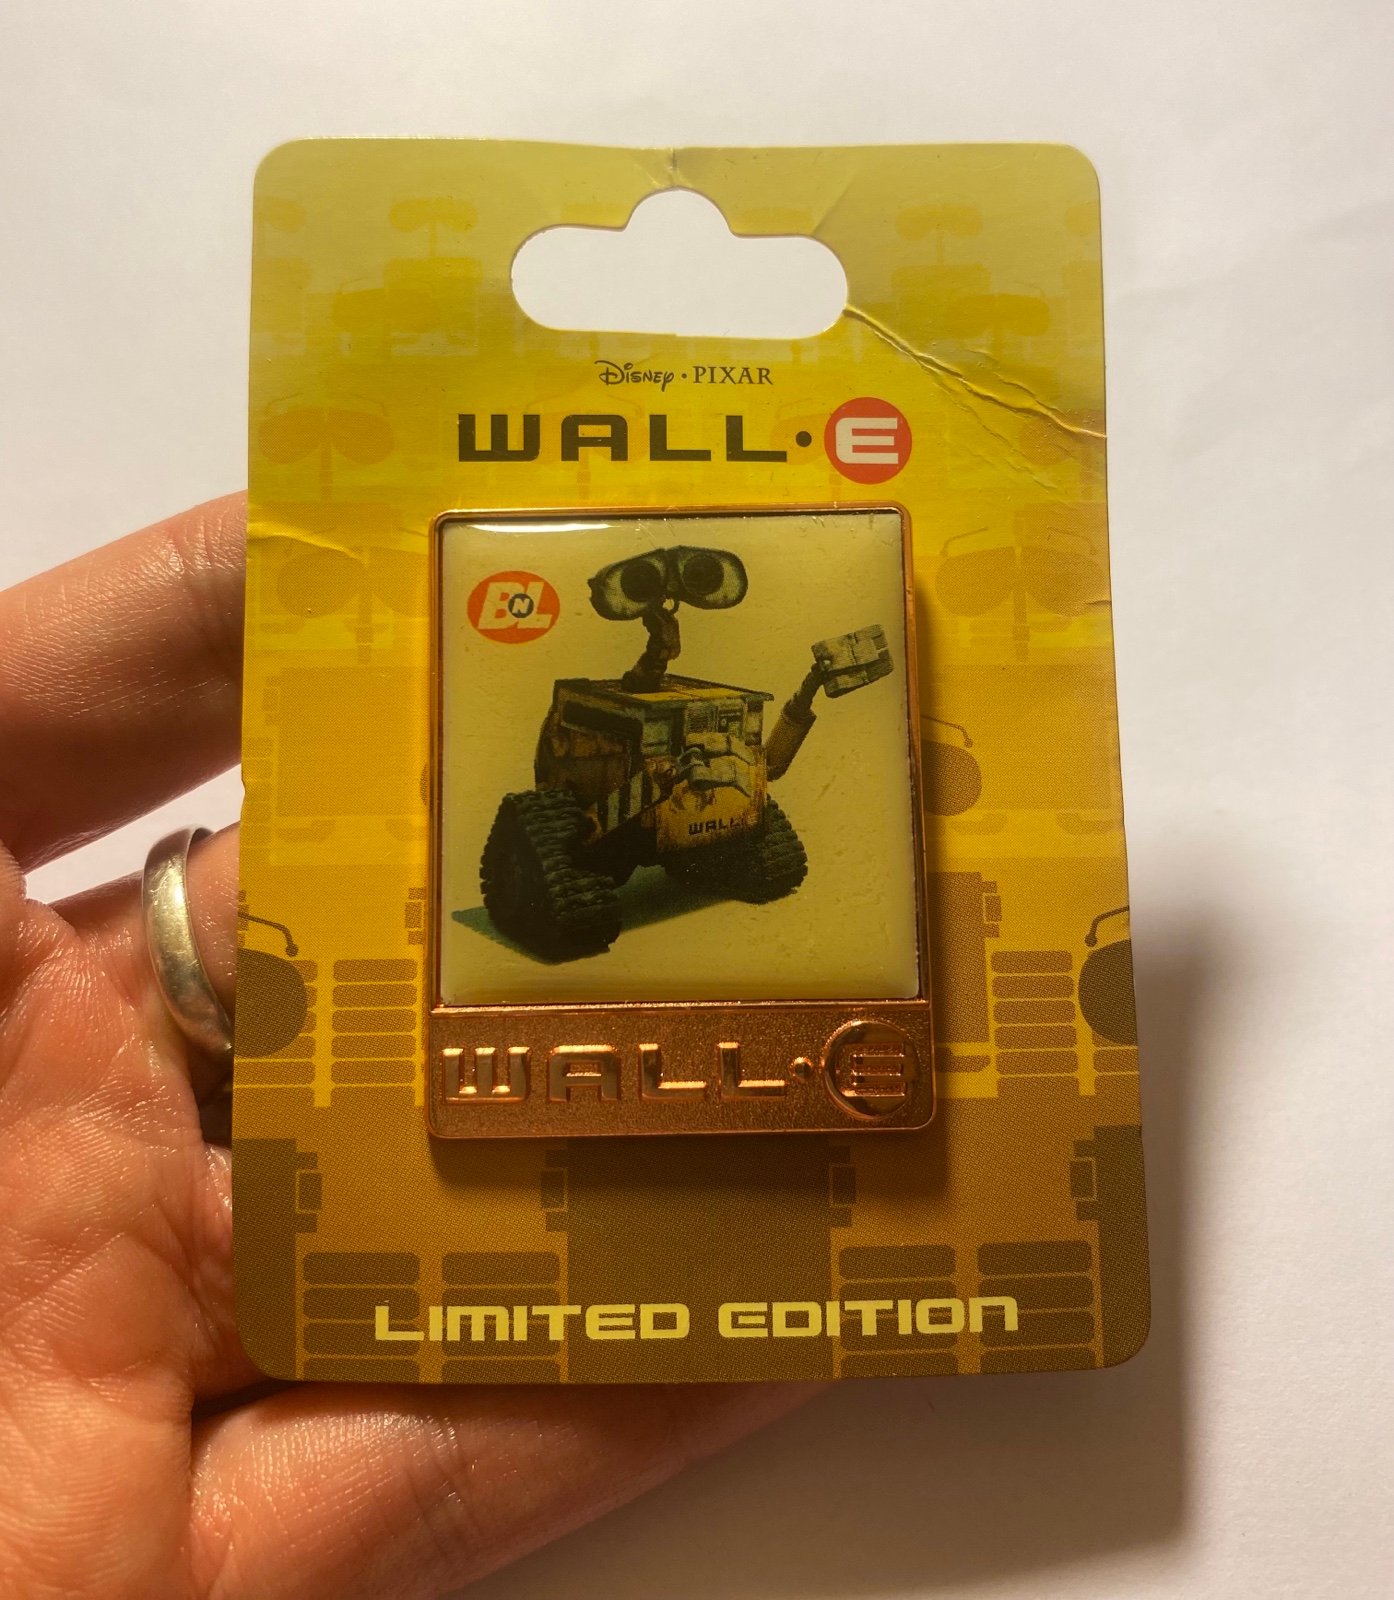 Disney · PIXAR
WALL·E
BNL
WALL·E
WALL·E
LIMITED EDITION